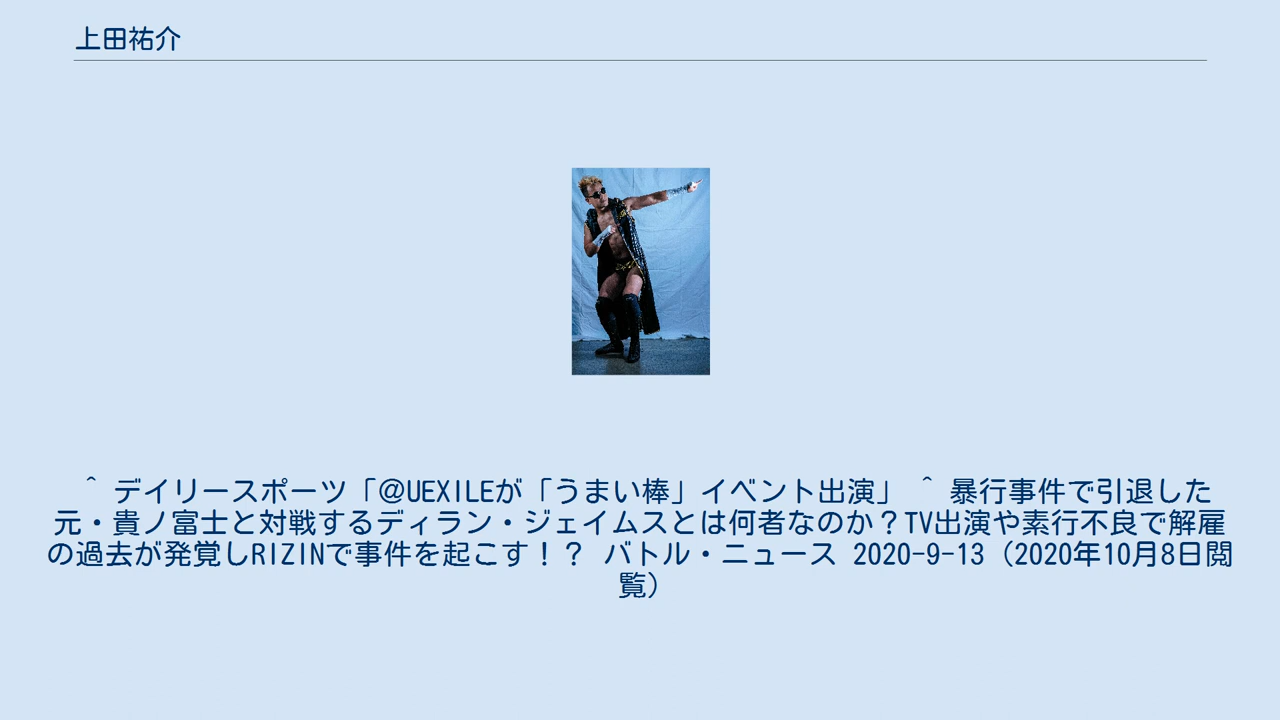 上田祐介
＾ デイリースポーツ「＠UEXILEが「うまい棒」イベント出演」 ＾ 暴行事件で引退した
元・貴ノ富士と対戦するディラン・ジェイムスとは何者なのか？TV出演や素行不良で解雇
の過去が発覚しRIZINで事件を起こす！？ バトル・ニュース 2020-9-13（2020年10月8日閲
覧）